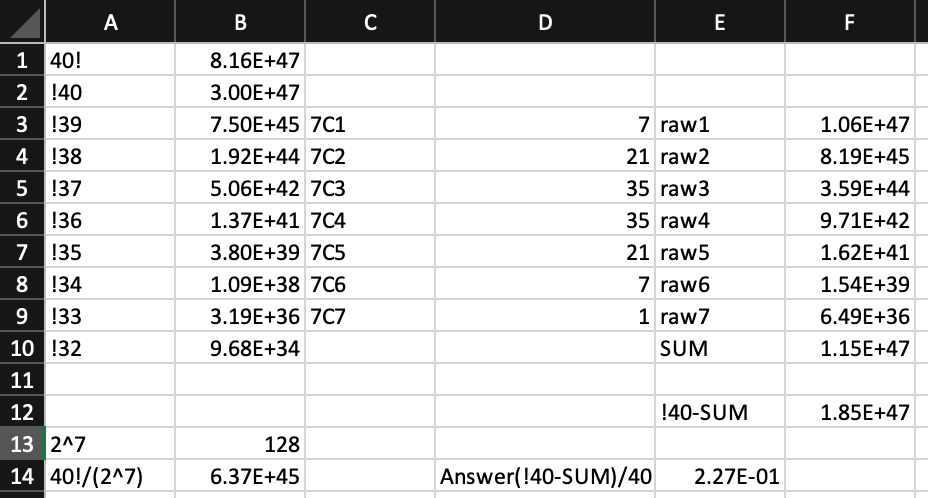 A B C D E F
1 40! 8.16E+47
2 !40 3.00E+47
3 !39 7.50E+45 7C1 7 raw1 1.06E+47
4 !38 1.92E+44 7C2 21 raw2 8.19E+45
5 !37 5.06E+42 7C3 35 raw3 3.59E+44
6 !36 1.37E+41 7C4 35 raw4 9.71E+42
7 !35 3.80E+39 7C5 21 raw5 1.62E+41
8 !34 1.09E+38 7C6 7 raw6 1.54E+39
9 !33 3.19E+36 7C7 1 raw7 6.49E+36
10 !32 9.68E+34 SUM 1.15E+47
11
12 !40-SUM 1.85E+47
13 2^7 128
14 40!/(2^7) 6.37E+45 Answer(!40-SUM)/40 2.27E-01